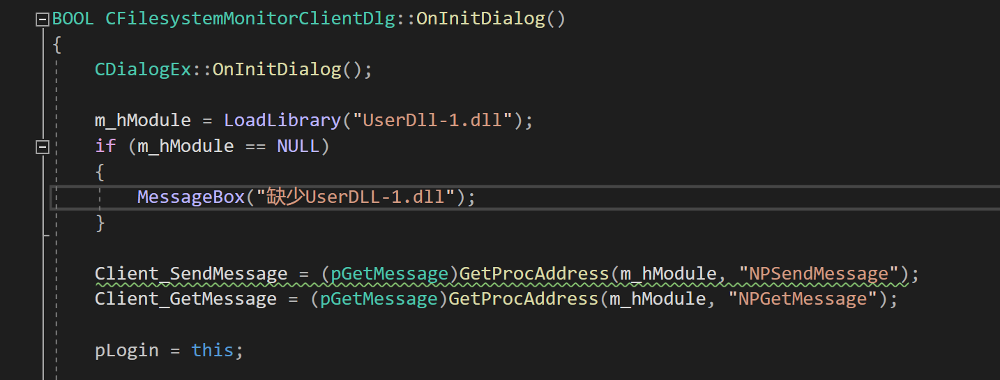 BOOL CFilesystemMonitorClientDlg::OnInitDialog()
{
CDialogEx::OnInitDialog();
m_hModule = LoadLibrary("UserDll-1.dll");
if (m_hModule == NULL)
{
MessageBox("缺少UserDLL-1.dll");
}
Client_SendMessage = (pGetMessage)GetProcAddress(m_hModule, "NPSendMessage");
Client_GetMessage = (pGetMessage)GetProcAddress(m_hModule, "NPGetMessage");
pLogin = this;